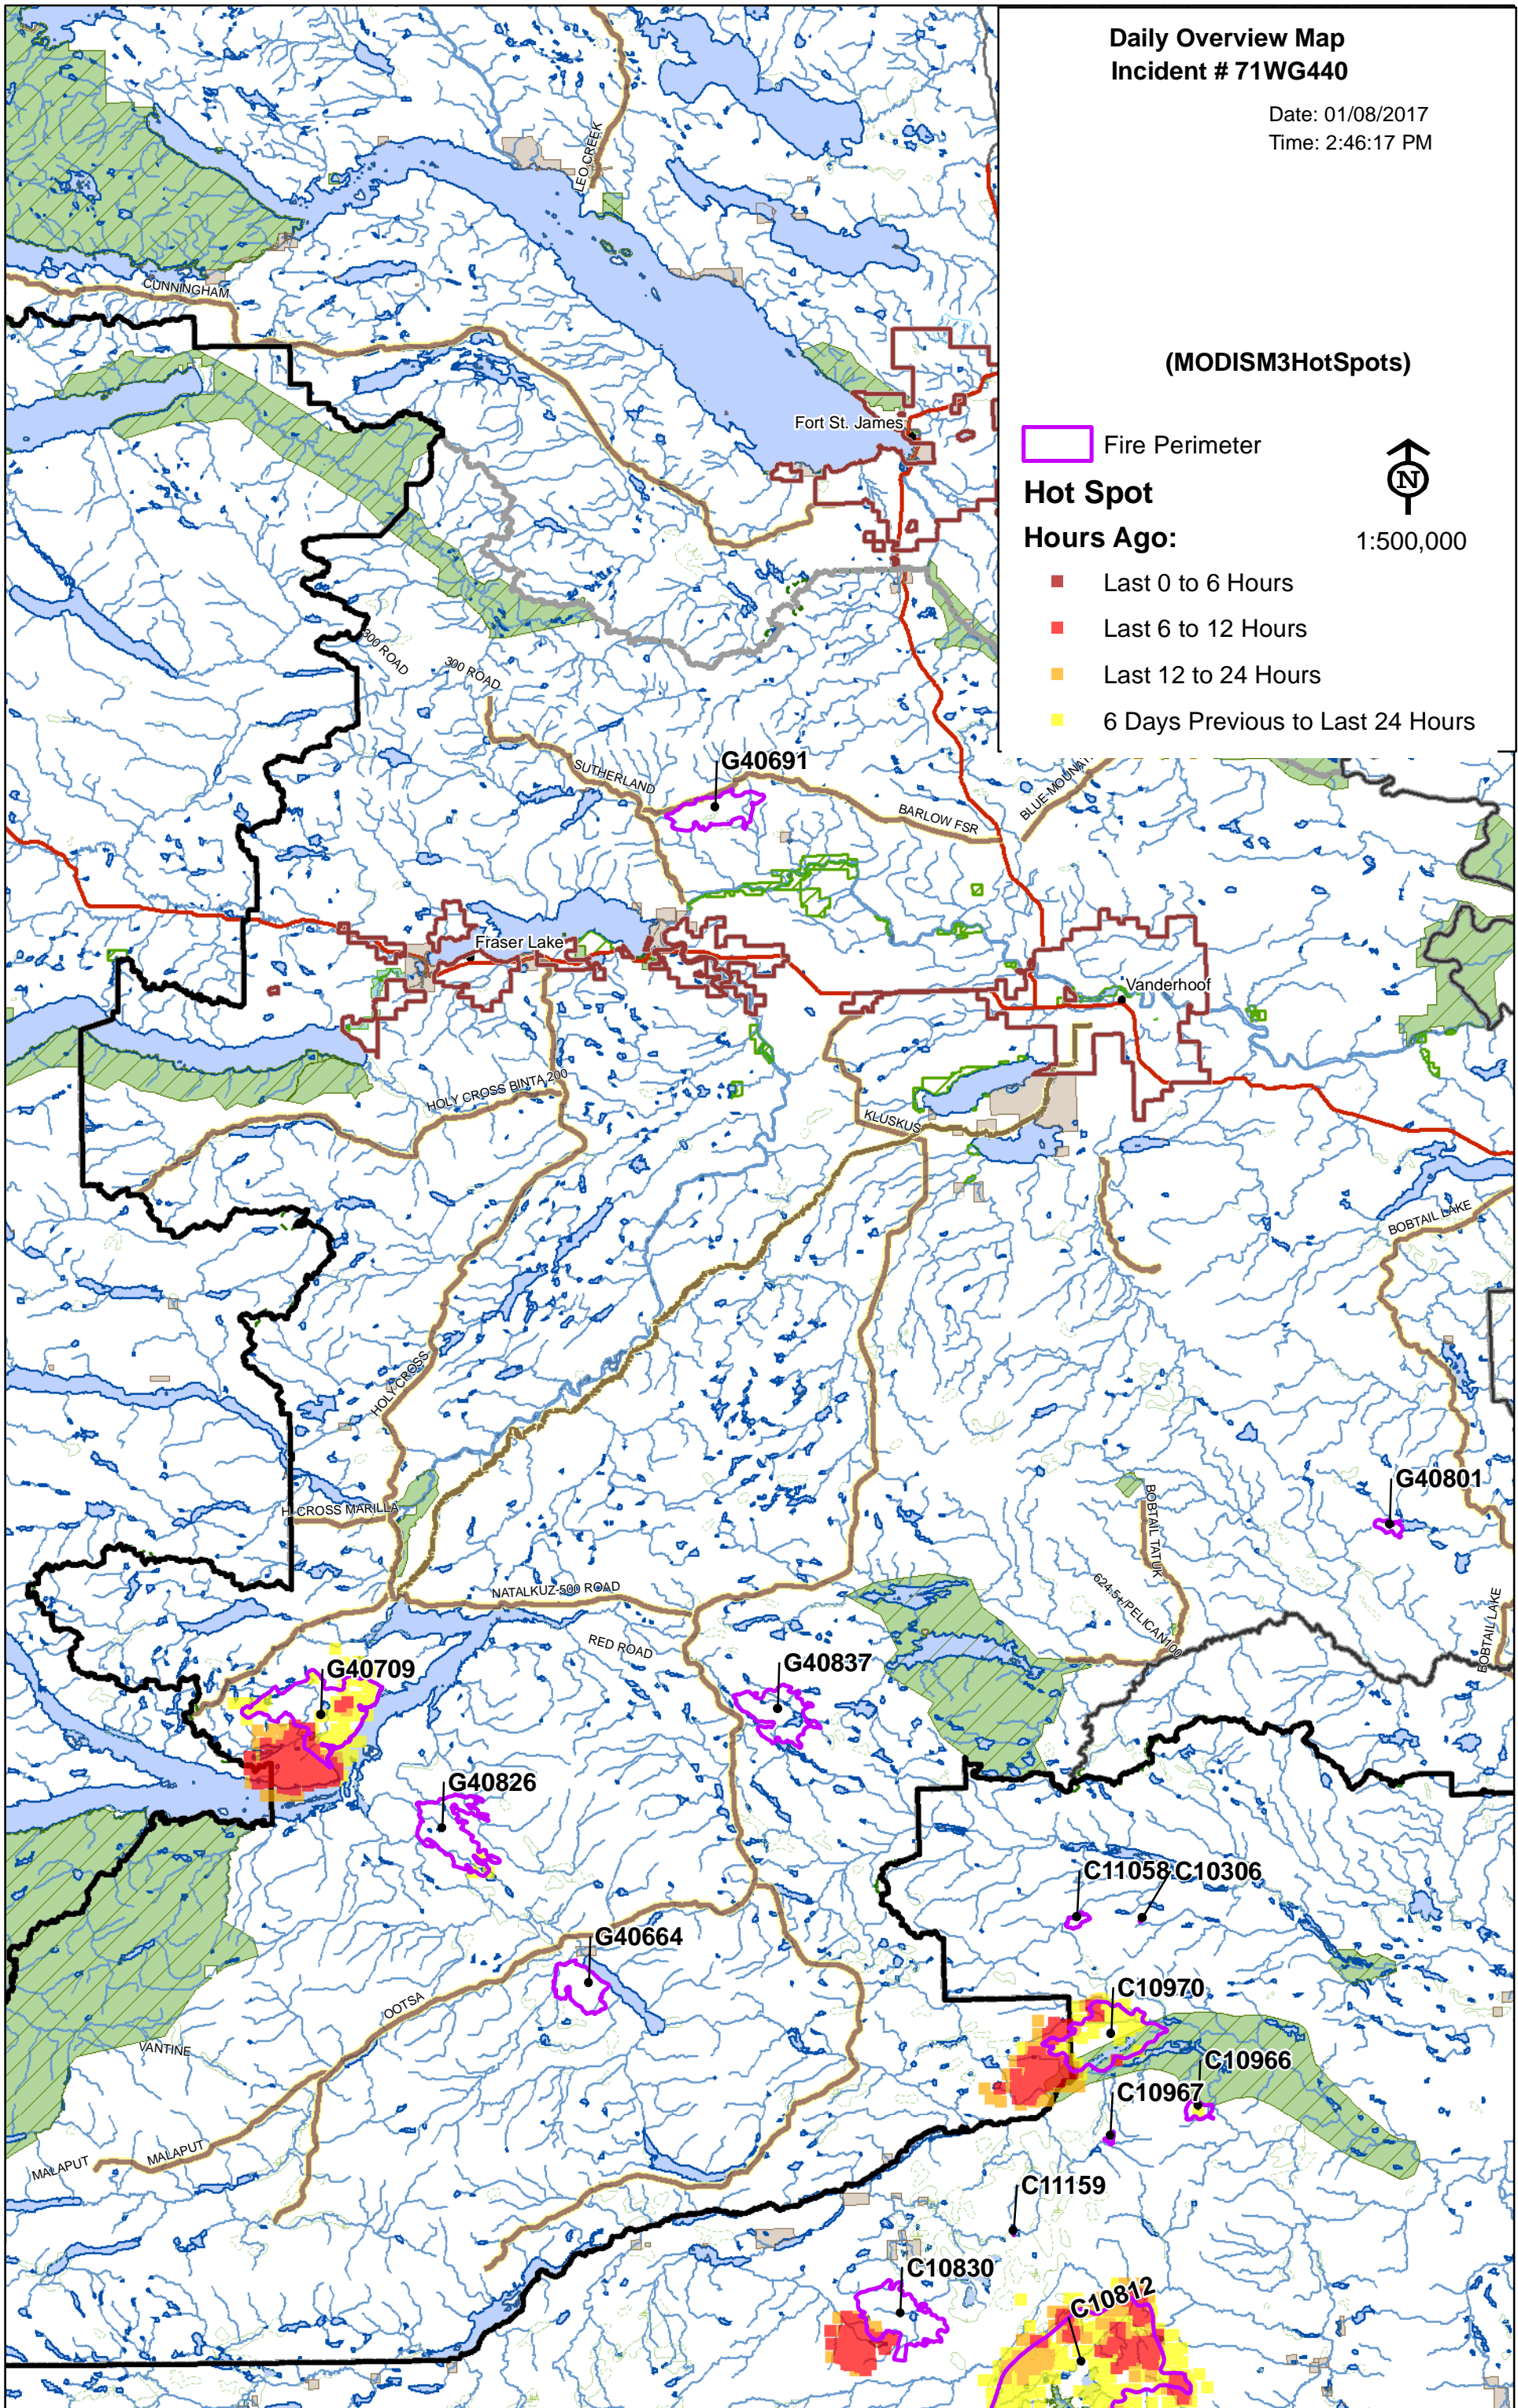 Daily Overview Map
Incident # 71WG440
Date: 01/08/2017
Time: 2:46:17 PM
(MODISM3HotSpots)
Fire Perimeter
N
Hot Spot
Hours Ago:
1:500,000
Last 0 to 6 Hours
Last 6 to 12 Hours
Last 12 to 24 Hours
6 Days Previous to Last 24 Hours
LEO CREEK
CUNNINGHAM
Fort St. James
300 ROAD
300 ROAD
G40691
SUTHERLAND
BARLOW FSR
Fraser Lake
Vanderhoof
HOLY CROSS BINTA 200
KLUSKUS
BOBTAIL LAKE
HOLY CROSS
G40801
H. CROSS MARILLA
BOBTAIL TATUK
NATALKUZ-500 ROAD
624.5+/PELICAN100
BOBTAIL LAKE
RED ROAD
G40709
G40837
G40826
C11058
C10306
G40664
C10970
OOTSA
VANTINE
C10966
C10967
MALAPUT
MALAPUT
C11159
C10830
C10812